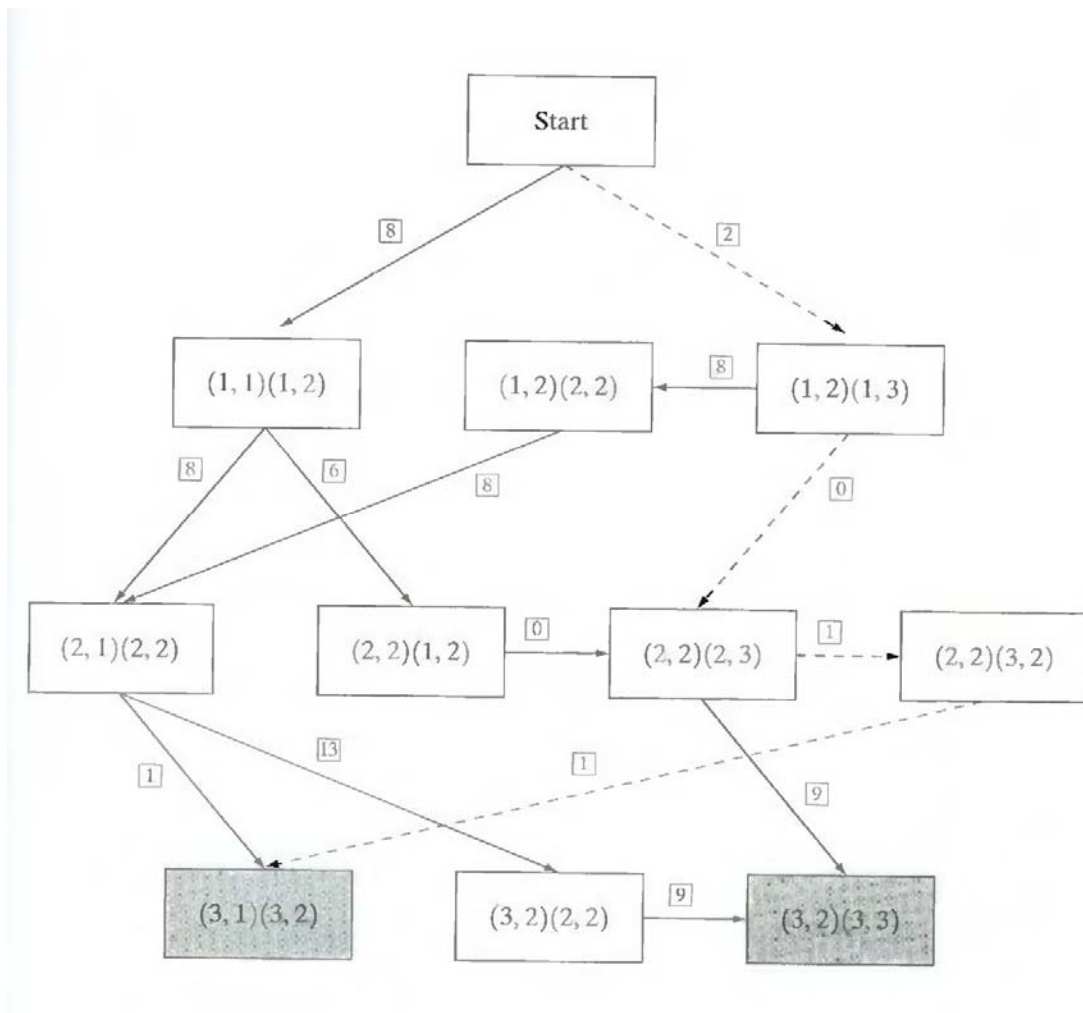 Start
8
2
(1, 1)(1, 2)
(1, 2)(2, 2)
8
(1, 2)(1, 3)
8
6
8
0
(2, 1)(2, 2)
(2, 2)(1, 2)
0
(2, 2)(2, 3)
1
(2, 2)(3, 2)
1
13
1
9
(3, 1)(3, 2)
(3, 2)(2, 2)
9
(3, 2)(3, 3)